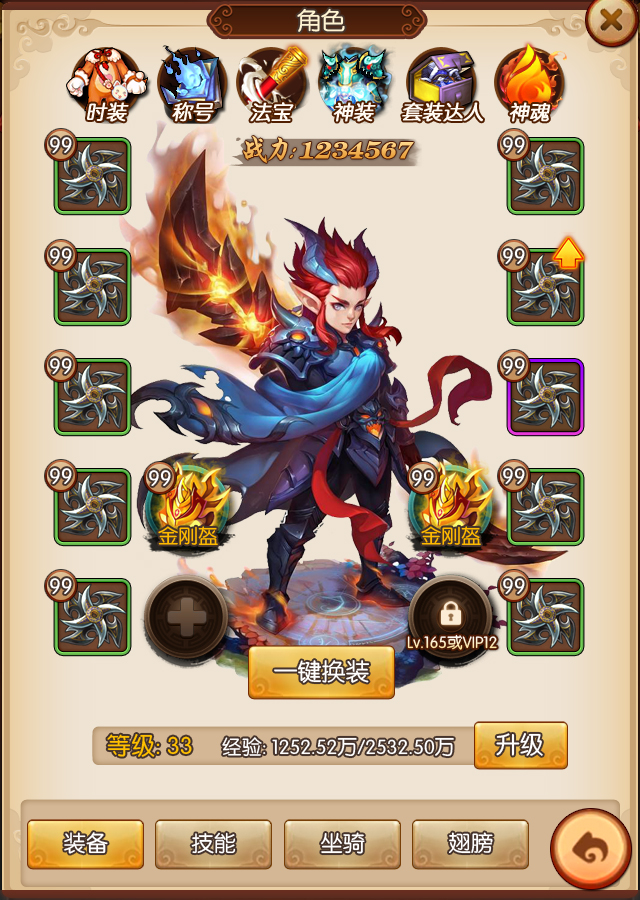 角色
时装 称号 法宝 神装 套装达人 神魂
战力:1234567
99 99
99 99
99 99
99 99 99 99
金刚盔 金刚盔
99 99
Lv.165或VIP12
一键换装
等级: 33 经验: 1252.52万/2532.50万 升级
装备 技能 坐骑 翅膀